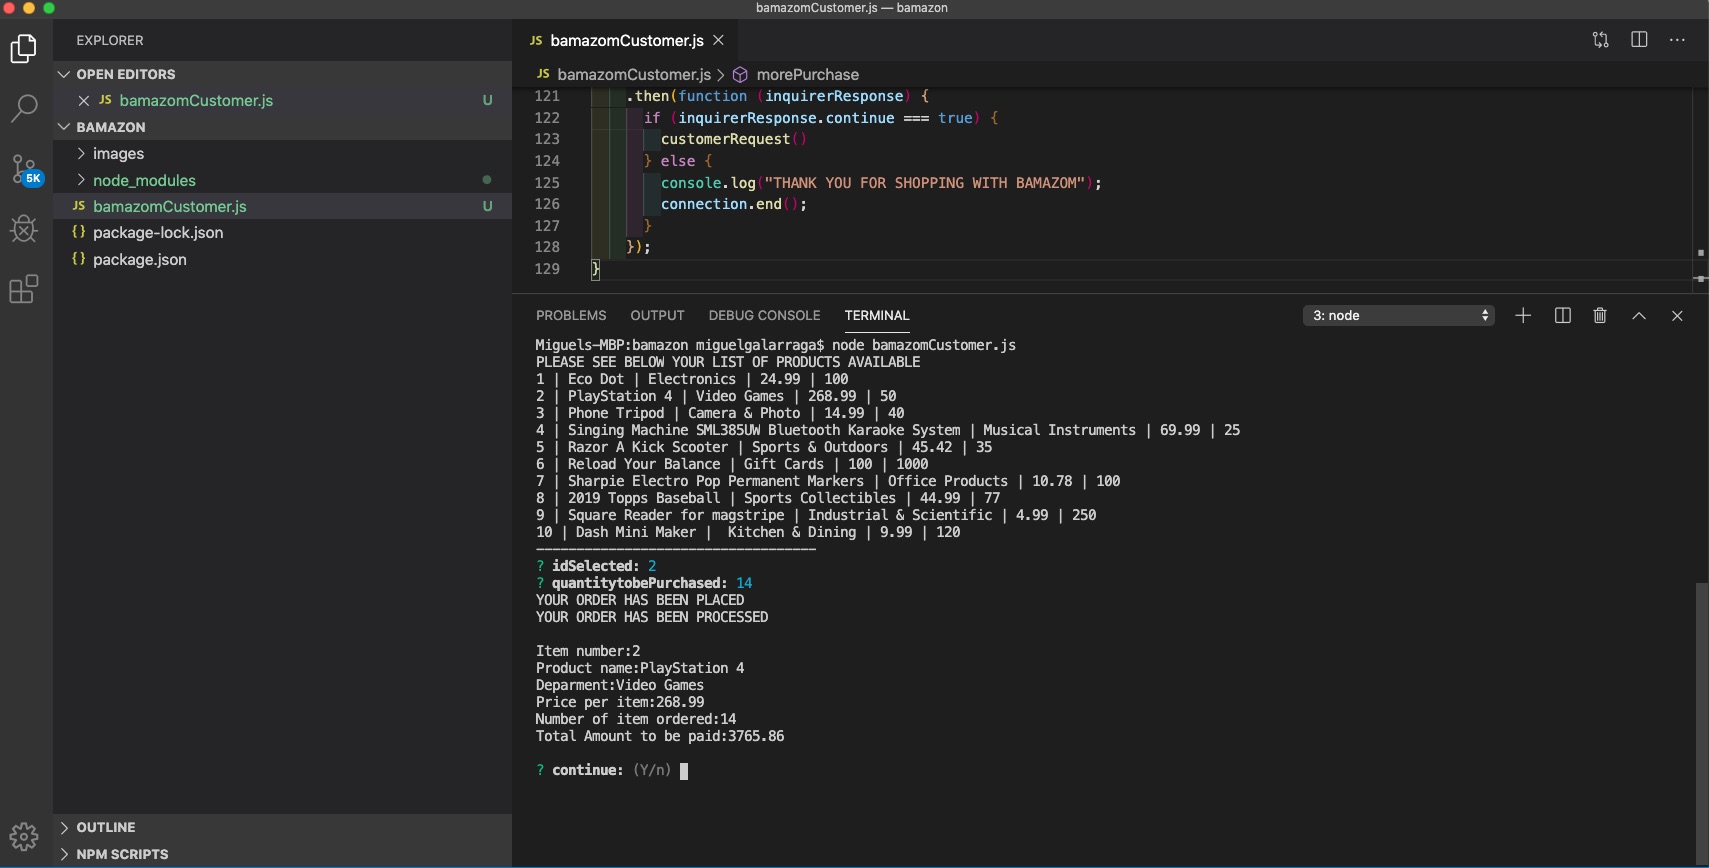 bamazomCustomer.js — bamazon
EXPLORER
OPEN EDITORS
JS bamazomCustomer.js U
BAMAZON
images
node_modules
JS bamazomCustomer.js U
{} package-lock.json
{} package.json
5K
OUTLINE
NPM SCRIPTS
JS bamazomCustomer.js
JS bamazomCustomer.js > morePurchase
121 .then(function (inquirerResponse) {
122 if (inquirerResponse.continue === true) {
123 customerRequest()
124 } else {
125 console.log("THANK YOU FOR SHOPPING WITH BAMAZOM");
126 connection.end();
127 }
128 });
129 }
PROBLEMS OUTPUT DEBUG CONSOLE TERMINAL 3: node
Miguels-MBP:bamazon miguelgalarraga$ node bamazomCustomer.js
PLEASE SEE BELOW YOUR LIST OF PRODUCTS AVAILABLE
1 | Eco Dot | Electronics | 24.99 | 100
2 | PlayStation 4 | Video Games | 268.99 | 50
3 | Phone Tripod | Camera & Photo | 14.99 | 40
4 | Singing Machine SML385UW Bluetooth Karaoke System | Musical Instruments | 69.99 | 25
5 | Razor A Kick Scooter | Sports & Outdoors | 45.42 | 35
6 | Reload Your Balance | Gift Cards | 100 | 1000
7 | Sharpie Electro Pop Permanent Markers | Office Products | 10.78 | 100
8 | 2019 Topps Baseball | Sports Collectibles | 44.99 | 77
9 | Square Reader for magstripe | Industrial & Scientific | 4.99 | 250
10 | Dash Mini Maker |  Kitchen & Dining | 9.99 | 120
-----------------------------------
? idSelected: 2
? quantitytobePurchased: 14
YOUR ORDER HAS BEEN PLACED
YOUR ORDER HAS BEEN PROCESSED
Item number:2
Product name:PlayStation 4
Deparment:Video Games
Price per item:268.99
Number of item ordered:14
Total Amount to be paid:3765.86
? continue: (Y/n)